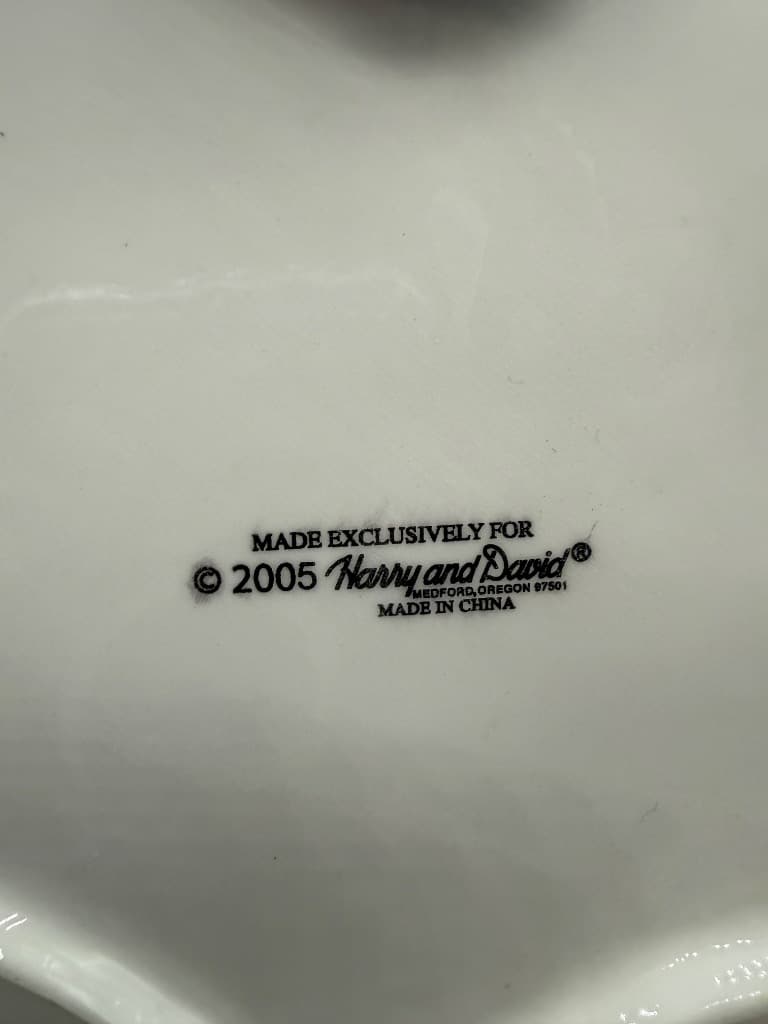 MADE EXCLUSIVELY FOR
© 2005 Harry and David®
MEDFORD, OREGON 97501
MADE IN CHINA